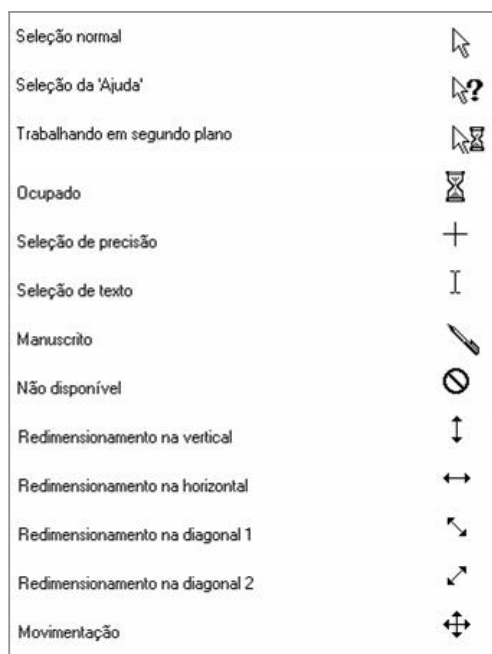 Seleção normal
Seleção da 'Ajuda'
Trabalhando em segundo plano
Ocupado
Seleção de precisão
Seleção de texto
Manuscrito
Não disponível
Redimensionamento na vertical
Redimensionamento na horizontal
Redimensionamento na diagonal 1
Redimensionamento na diagonal 2
Movimentação